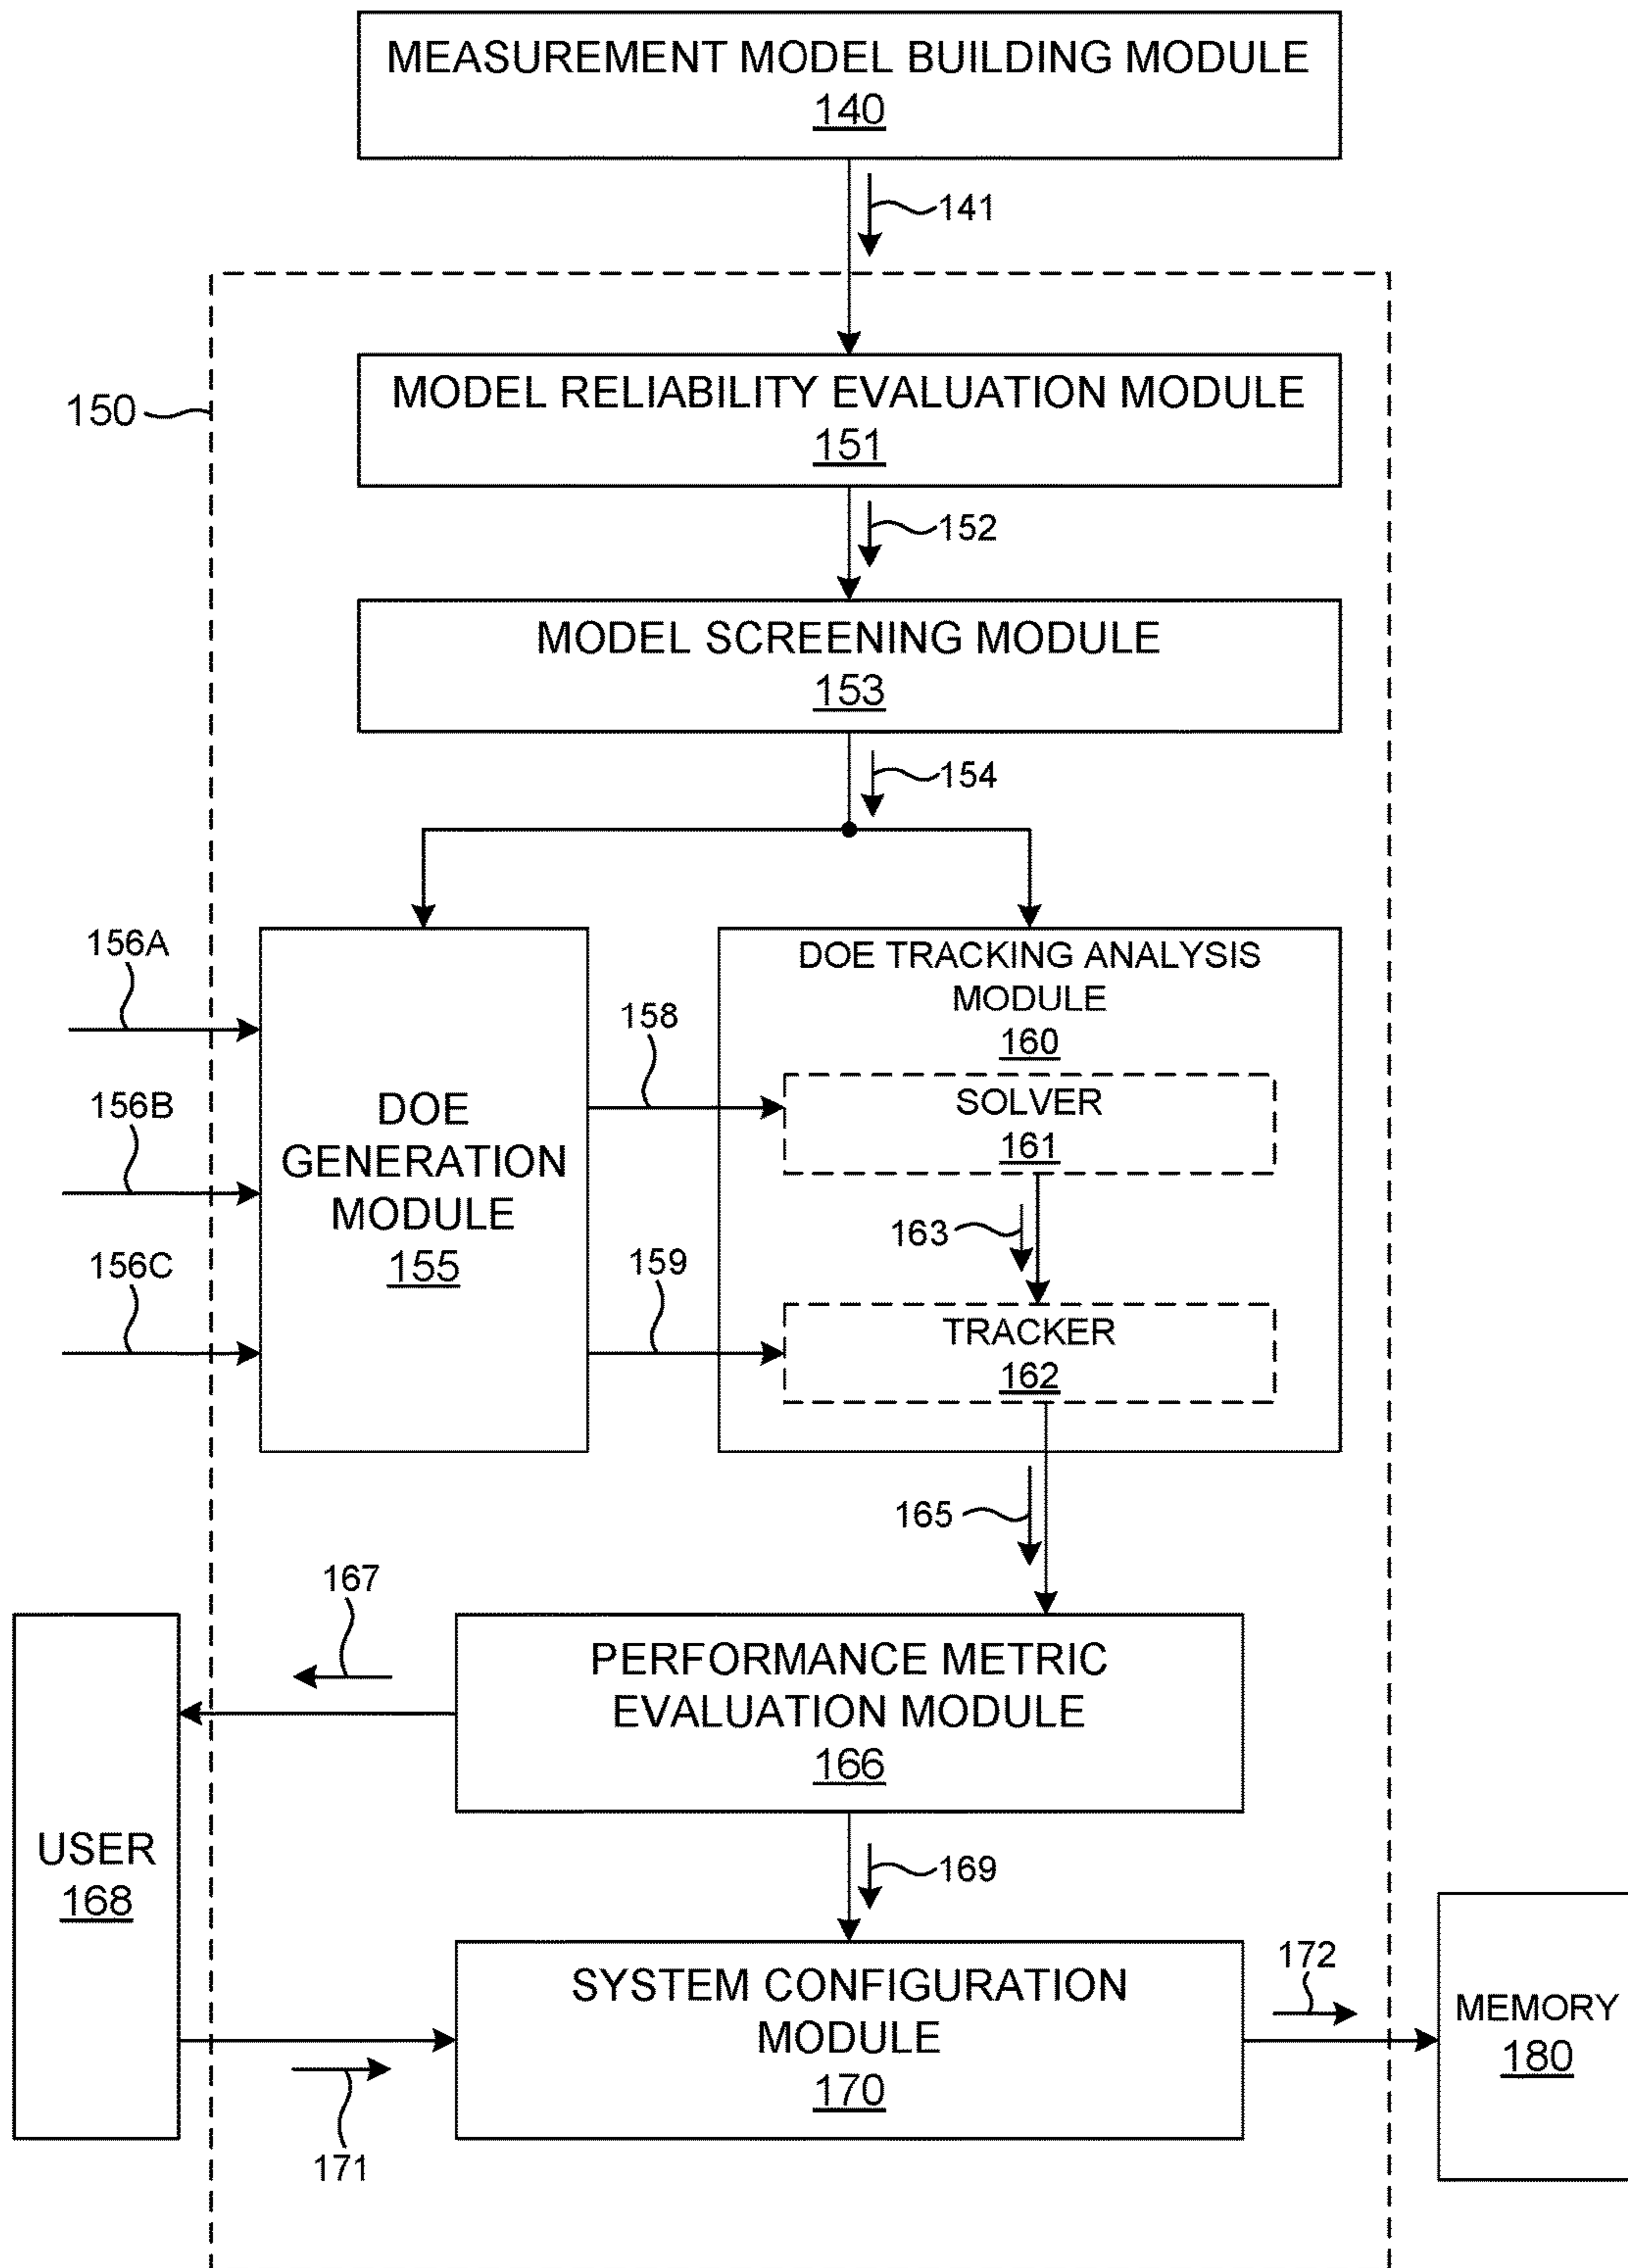 MEASUREMENT MODEL BUILDING MODULE
140
141
150
MODEL RELIABILITY EVALUATION MODULE
151
152
MODEL SCREENING MODULE
153
154
156A
156B
156C
DOE
GENERATION
MODULE
155
158
159
DOE TRACKING ANALYSIS
MODULE
160
SOLVER
161
163
TRACKER
162
165
167
PERFORMANCE METRIC
EVALUATION MODULE
166
USER
168
169
SYSTEM CONFIGURATION
MODULE
170
171
172
MEMORY
180